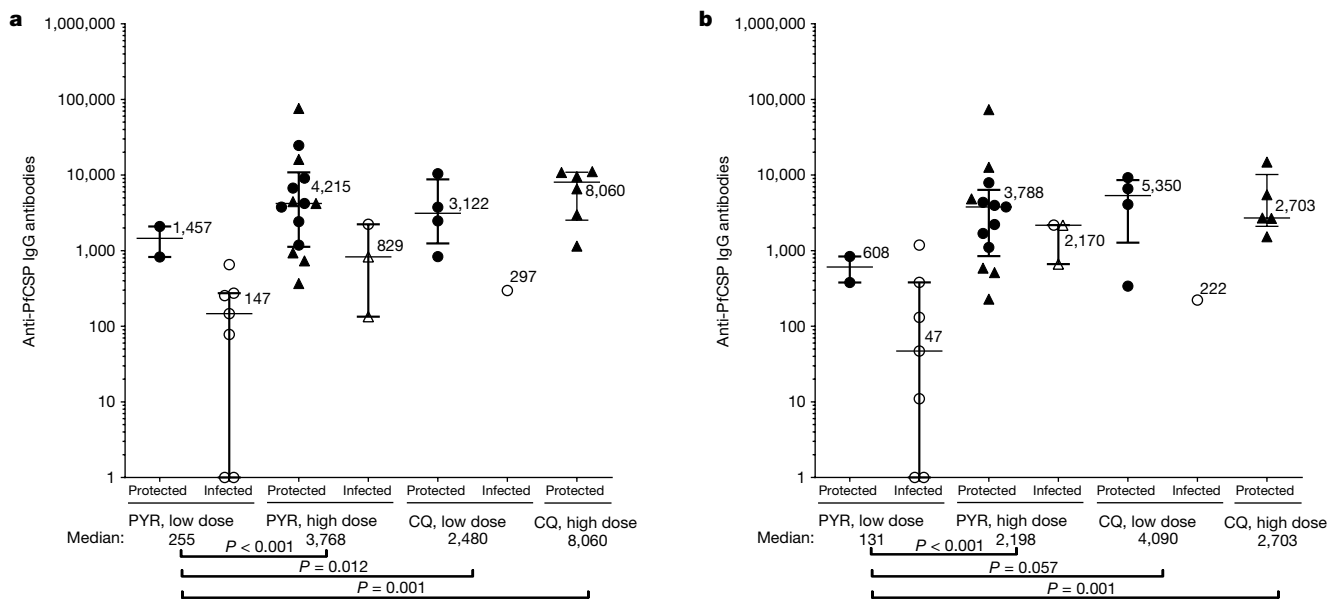 a
1,000,000
100,000
10,000
1,000
100
10
1
Anti-PfCSP IgG antibodies
1,457
147
4,215
829
3,122
297
8,060
Protected Infected Protected Infected Protected Infected Protected
PYR, low dose PYR, high dose CQ, low dose CQ, high dose
Median: 255 3,768 2,480 8,060
P < 0.001
P = 0.012
P = 0.001
b
1,000,000
100,000
10,000
1,000
100
10
1
Anti-PfCSP IgG antibodies
608
47
3,788
2,170
5,350
222
2,703
Protected Infected Protected Infected Protected Infected Protected
PYR, low dose PYR, high dose CQ, low dose CQ, high dose
Median: 131 2,198 4,090 2,703
P < 0.001
P = 0.057
P = 0.001